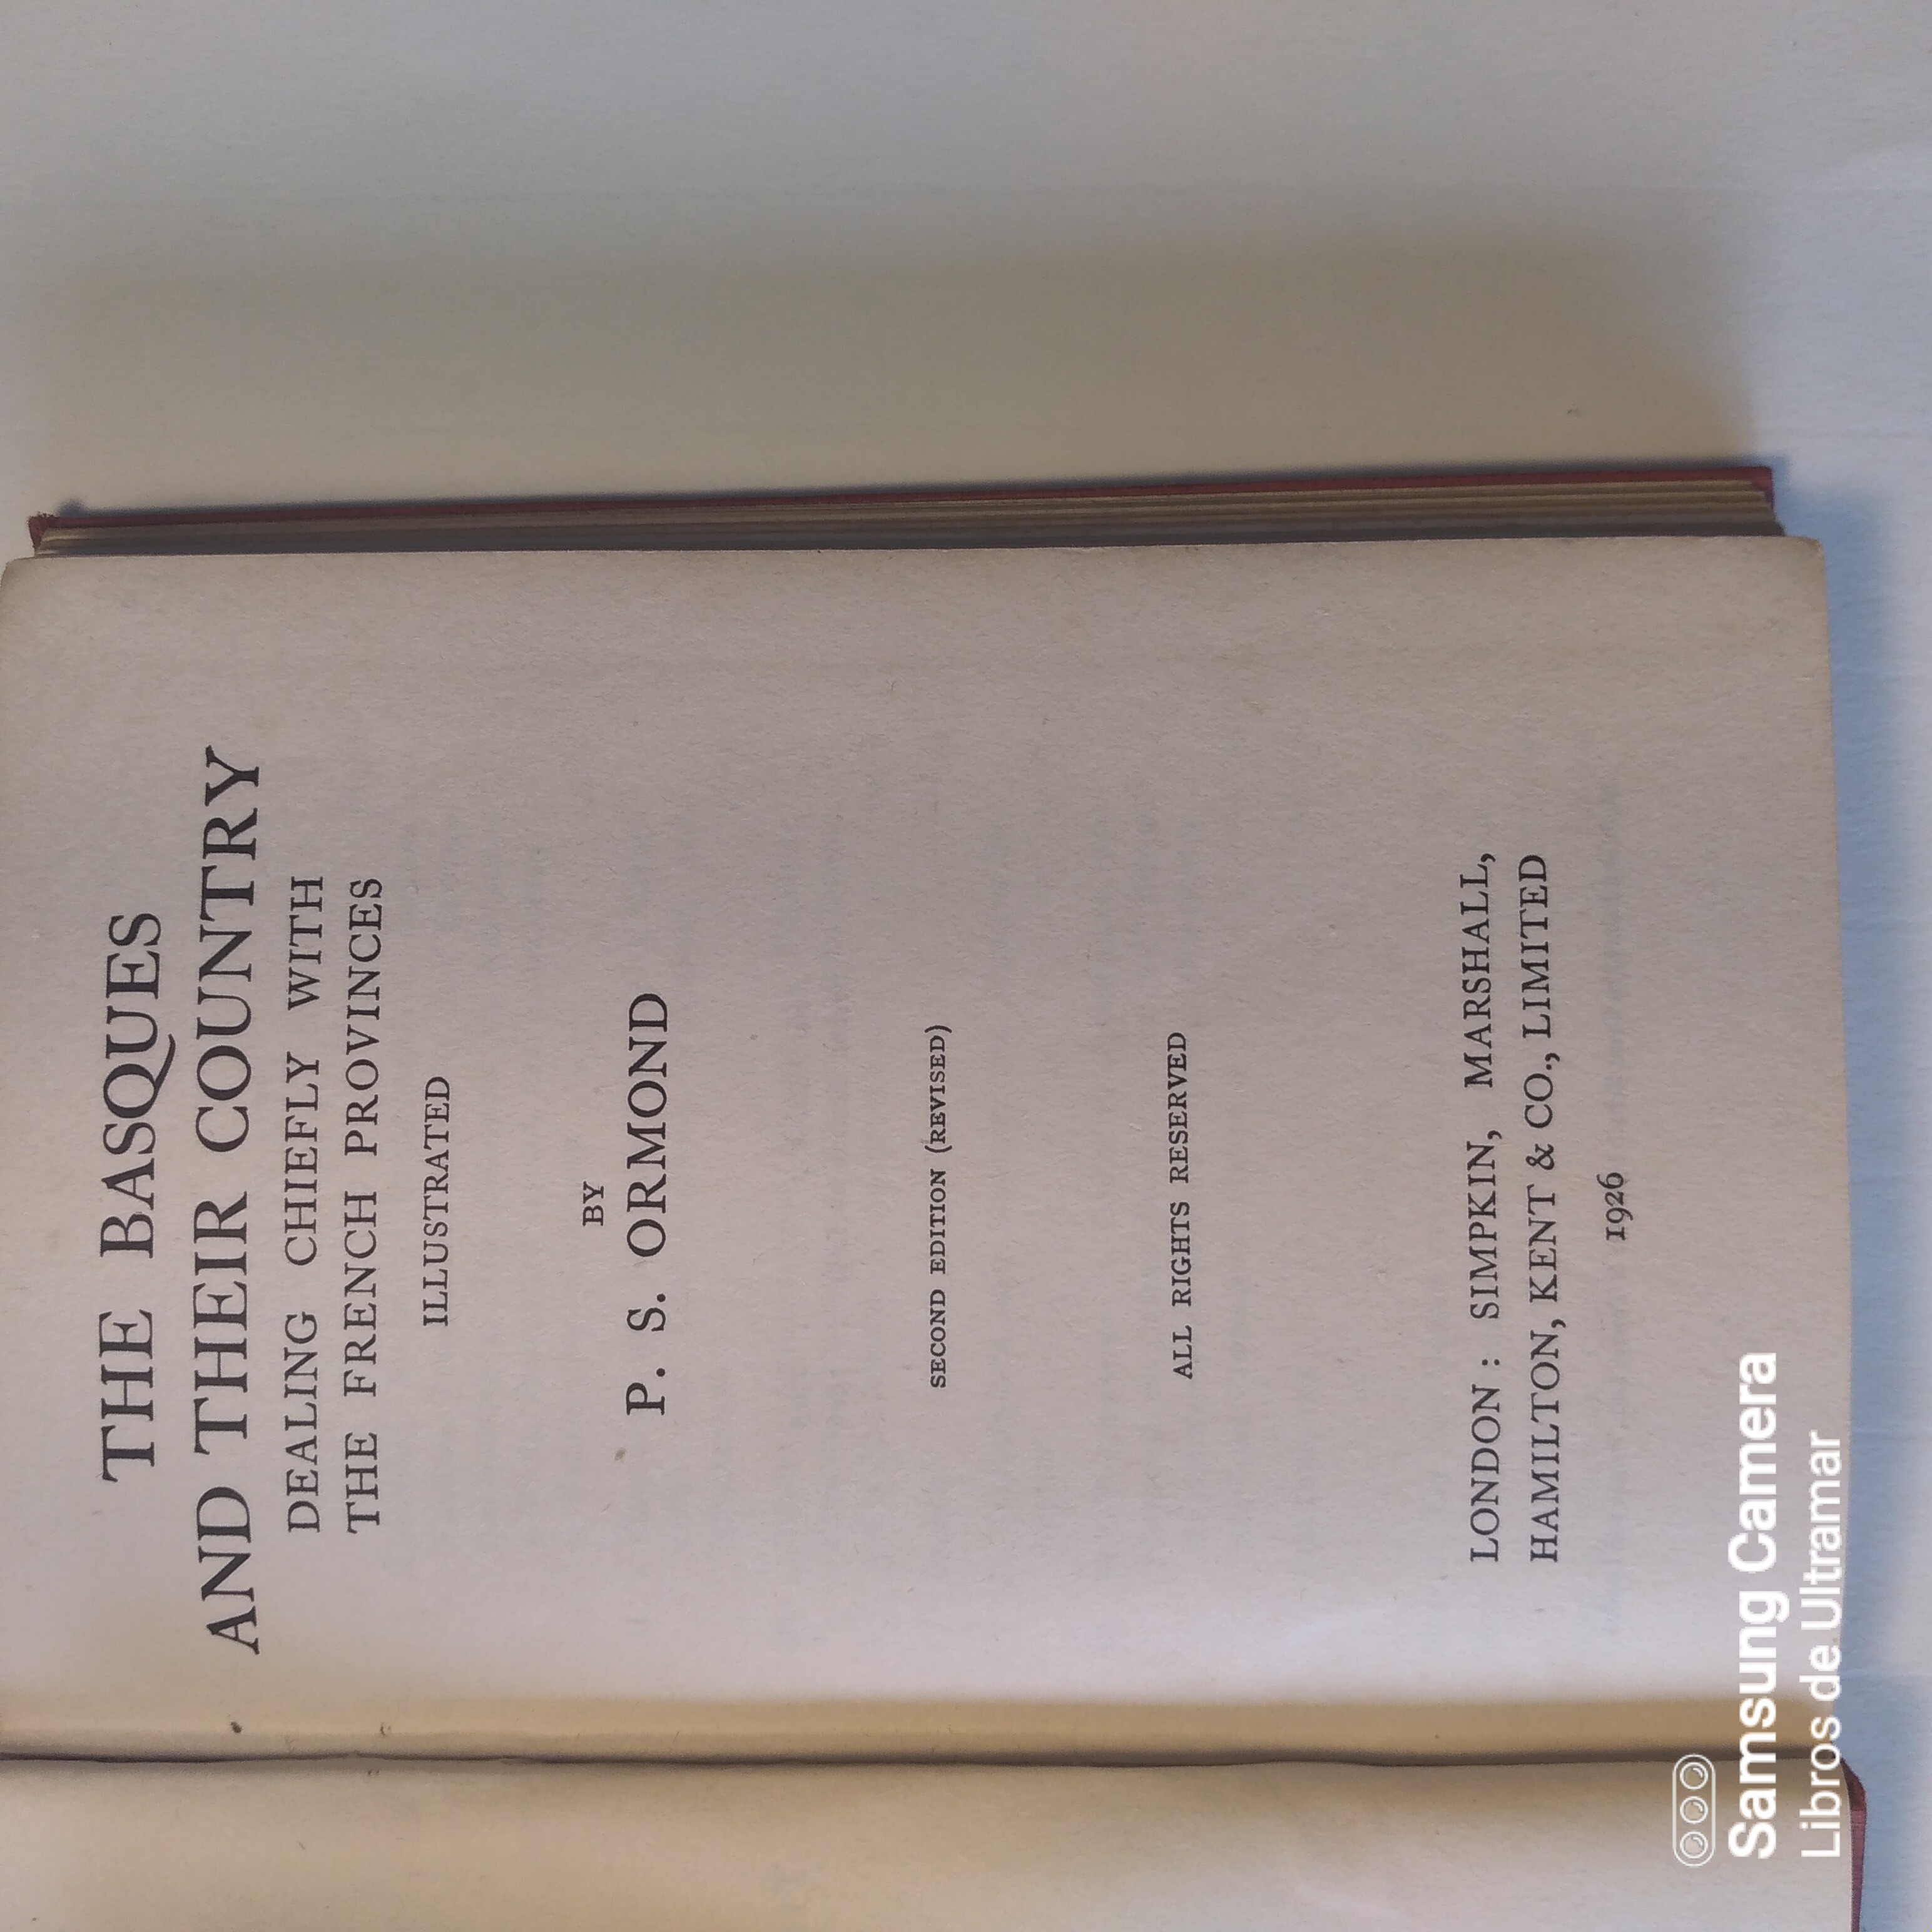 THE BASQUES
AND THEIR COUNTRY
DEALING CHIEFLY WITH
THE FRENCH PROVINCES
ILLUSTRATED
BY
P. S. ORMOND
SECOND EDITION (REVISED)
ALL RIGHTS RESERVED
LONDON : SIMPKIN, MARSHALL,
HAMILTON, KENT & CO., LIMITED
1926
Samsung Camera
Libros de Ultramar